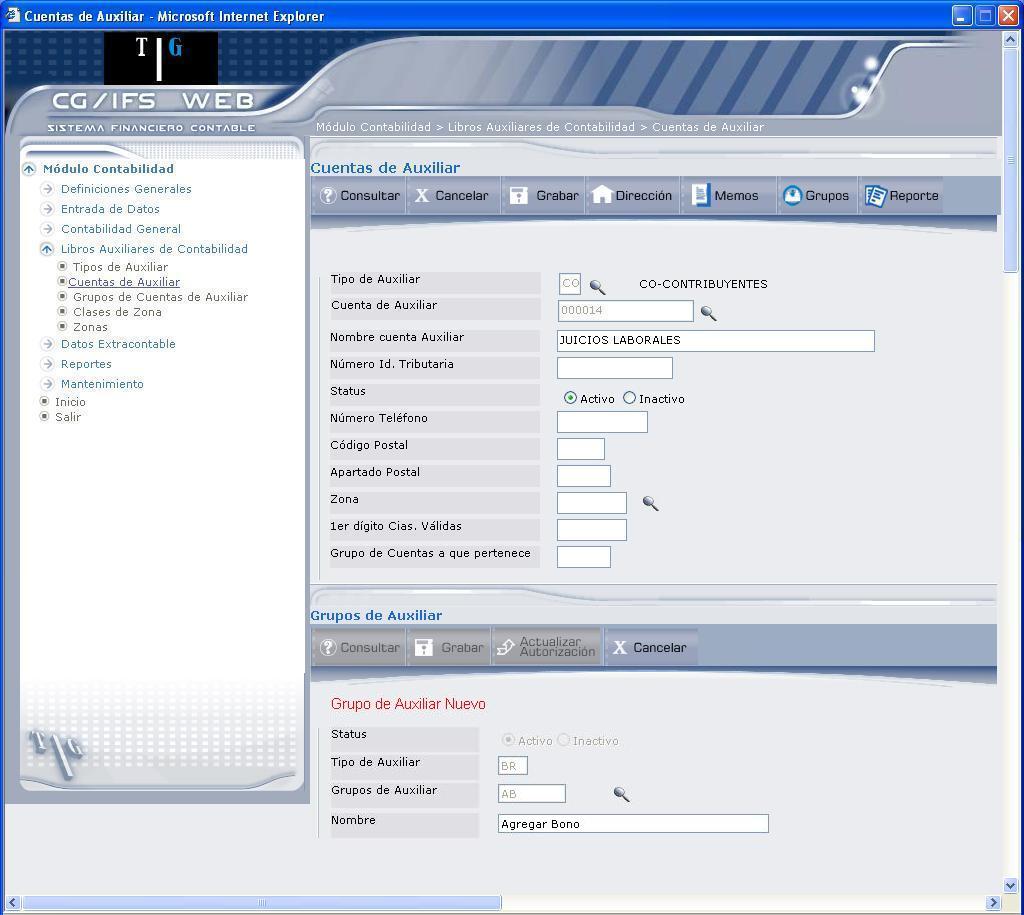 Cuentas de Auxiliar - Microsoft Internet Explorer
T G
CG/IFS WEB
SISTEMA FINANCIERO CONTABLE
Módulo Contabilidad > Libros Auxiliares de Contabilidad > Cuentas de Auxiliar
Módulo Contabilidad
Definiciones Generales
Entrada de Datos
Contabilidad General
Libros Auxiliares de Contabilidad
Tipos de Auxiliar
Cuentas de Auxiliar
Grupos de Cuentas de Auxiliar
Clases de Zona
Zonas
Datos Extracontable
Reportes
Mantenimiento
Inicio
Salir
T G
Cuentas de Auxiliar
? Consultar X Cancelar Grabar Dirección Memos Grupos Reporte
Tipo de Auxiliar CO CO-CONTRIBUYENTES
Cuenta de Auxiliar 000014
Nombre cuenta Auxiliar JUICIOS LABORALES
Número Id. Tributaria
Status Activo Inactivo
Número Teléfono
Código Postal
Apartado Postal
Zona
1er dígito Cias. Válidas
Grupo de Cuentas a que pertenece
Grupos de Auxiliar
? Consultar Grabar Actualizar Autorización X Cancelar
Grupo de Auxiliar Nuevo
Status Activo Inactivo
Tipo de Auxiliar BR
Grupos de Auxiliar AB
Nombre Agregar Bono